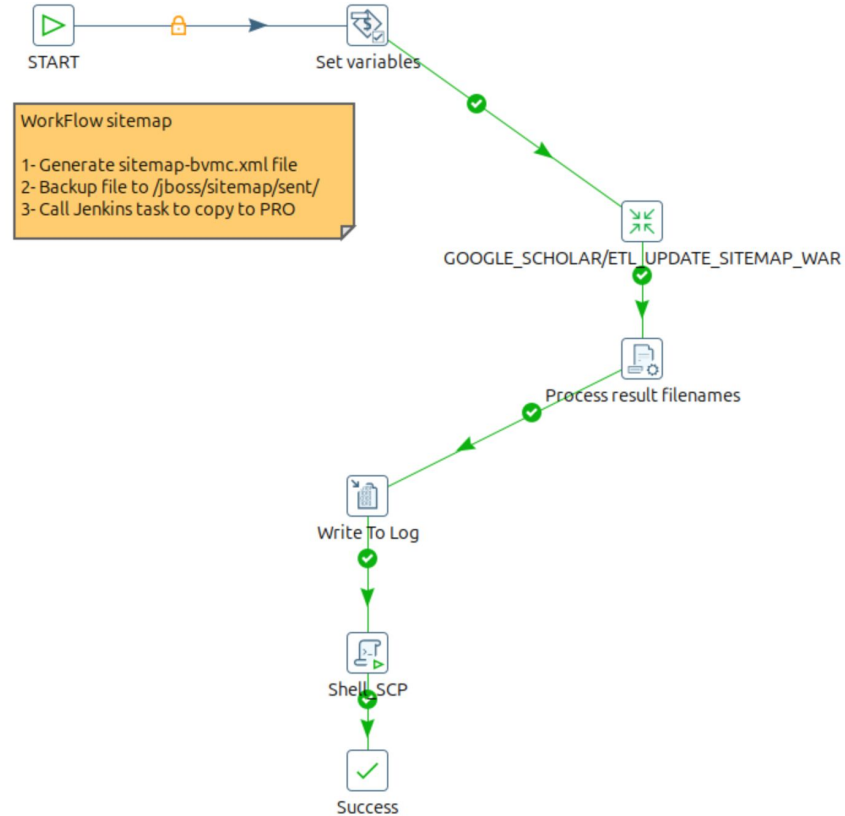 START
Set variables
WorkFlow sitemap
1- Generate sitemap-bvmc.xml file
2- Backup file to /jboss/sitemap/sent/
3- Call Jenkins task to copy to PRO
GOOGLE_SCHOLAR/ETL_UPDATE_SITEMAP_WAR
Process result filenames
Write To Log
Shell_SCP
Success